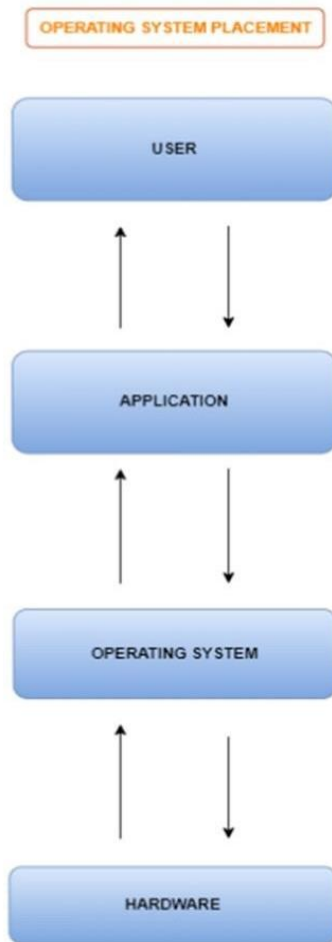 OPERATING SYSTEM PLACEMENT
USER
APPLICATION
OPERATING SYSTEM
HARDWARE